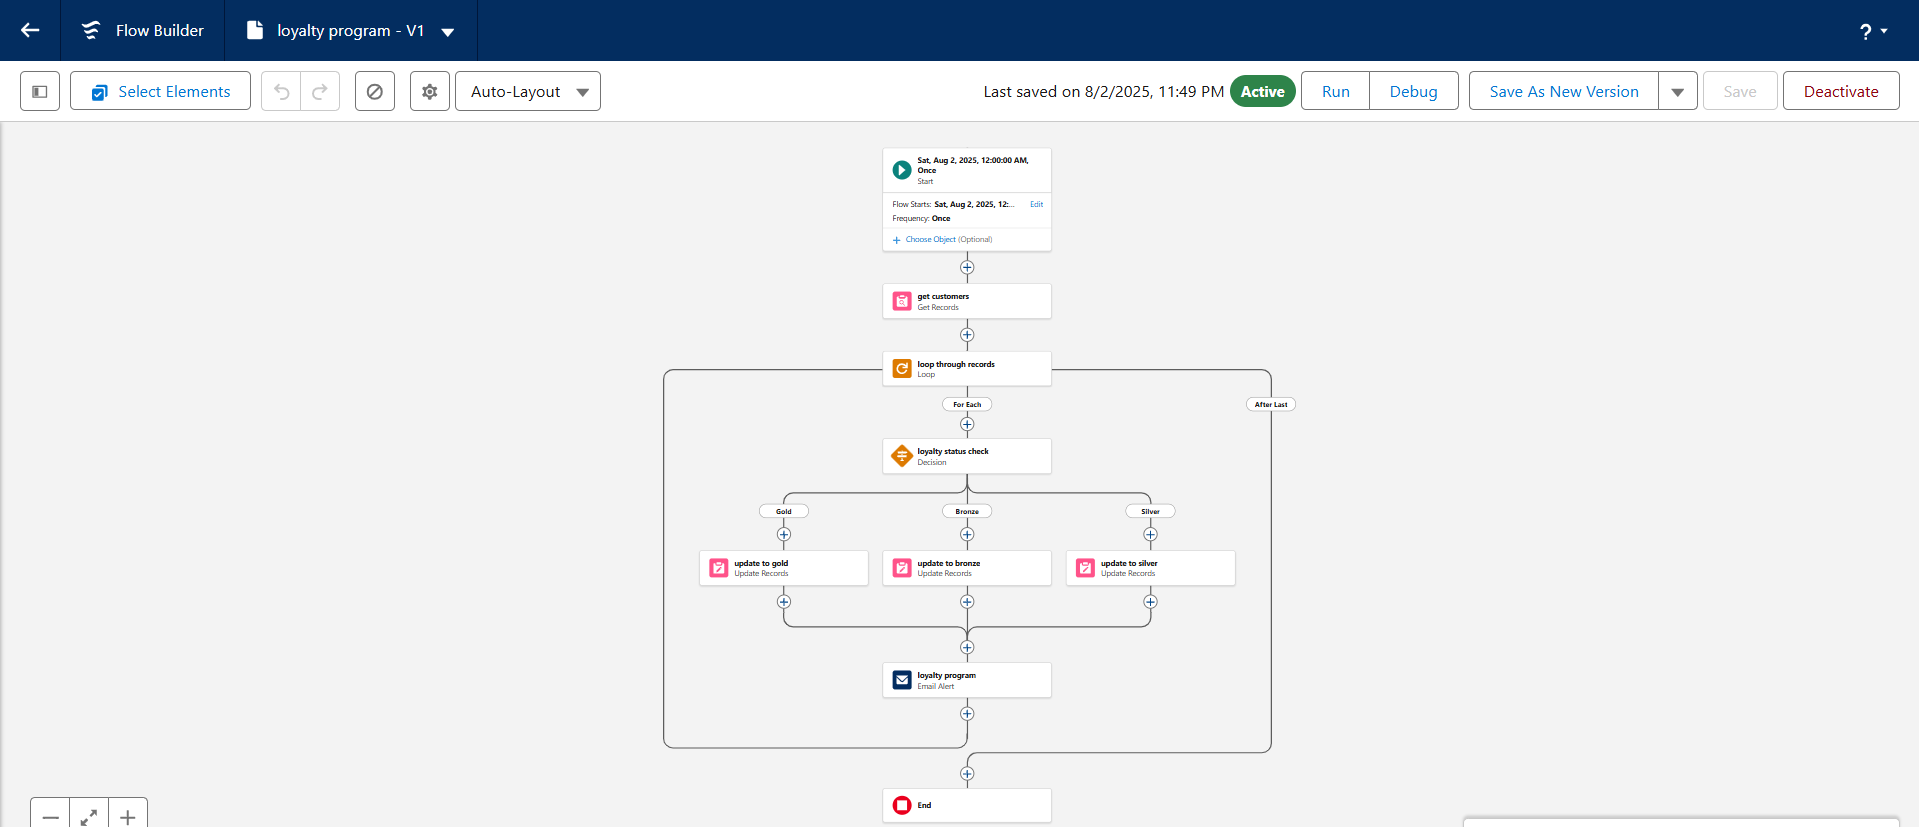 Flow Builder
loyalty program - V1
?
Select Elements
Auto-Layout
Last saved on 8/2/2025, 11:49 PM
Active
Run
Debug
Save As New Version
Save
Deactivate
Sat, Aug 2, 2025, 12:00:00 AM,
Once
Start
Flow Starts: Sat, Aug 2, 2025, 12:...
Edit
Frequency: Once
+ Choose Object (Optional)
get customers
Get Records
loop through records
Loop
For Each
After Last
loyalty status check
Decision
Gold
Bronze
Silver
update to gold
Update Records
update to bronze
Update Records
update to silver
Update Records
loyalty program
Email Alert
End